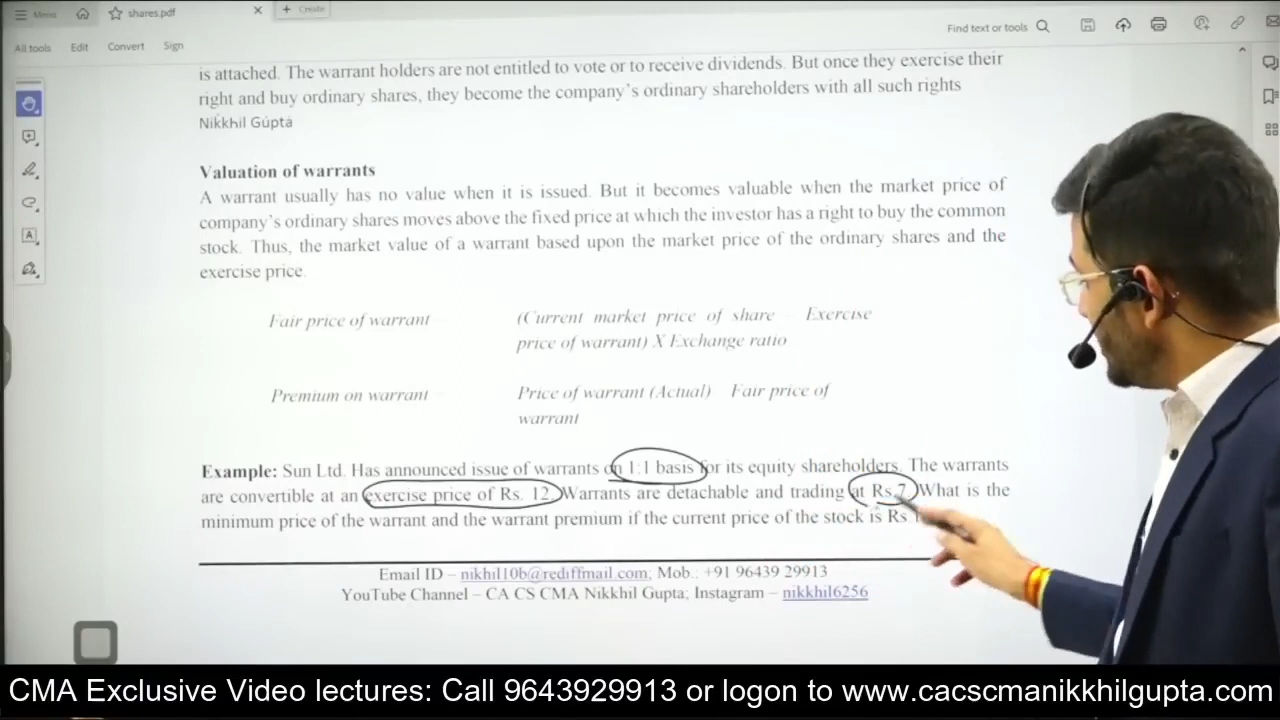 Menu
shares.pdf
Create
All tools Edit Convert Sign
Find text or tools
is attached. The warrant holders are not entitled to vote or to receive dividends. But once they exercise their
right and buy ordinary shares, they become the company's ordinary shareholders with all such rights
Nikkhil Gupta
Valuation of warrants
A warrant usually has no value when it is issued. But it becomes valuable when the market price of
company's ordinary shares moves above the fixed price at which the investor has a right to buy the common
stock. Thus, the market value of a warrant based upon the market price of the ordinary shares and the
exercise price.
Fair price of warrant (Current market price of share – Exercise
price of warrant) X Exchange ratio
Premium on warrant Price of warrant (Actual) Fair price of
warrant
Example: Sun Ltd. Has announced issue of warrants on 1:1 basis for its equity shareholders. The warrants
are convertible at an exercise price of Rs. 12. Warrants are detachable and trading at Rs.7. What is the
minimum price of the warrant and the warrant premium if the current price of the stock is Rs
Email ID – nikhil10b@rediffmail.com; Mob.: +91 96439 29913
YouTube Channel – CA CS CMA Nikkhil Gupta; Instagram – nikkhil6256
CMA Exclusive Video lectures: Call 9643929913 or logon to www.cacscmanikkhilgupta.com